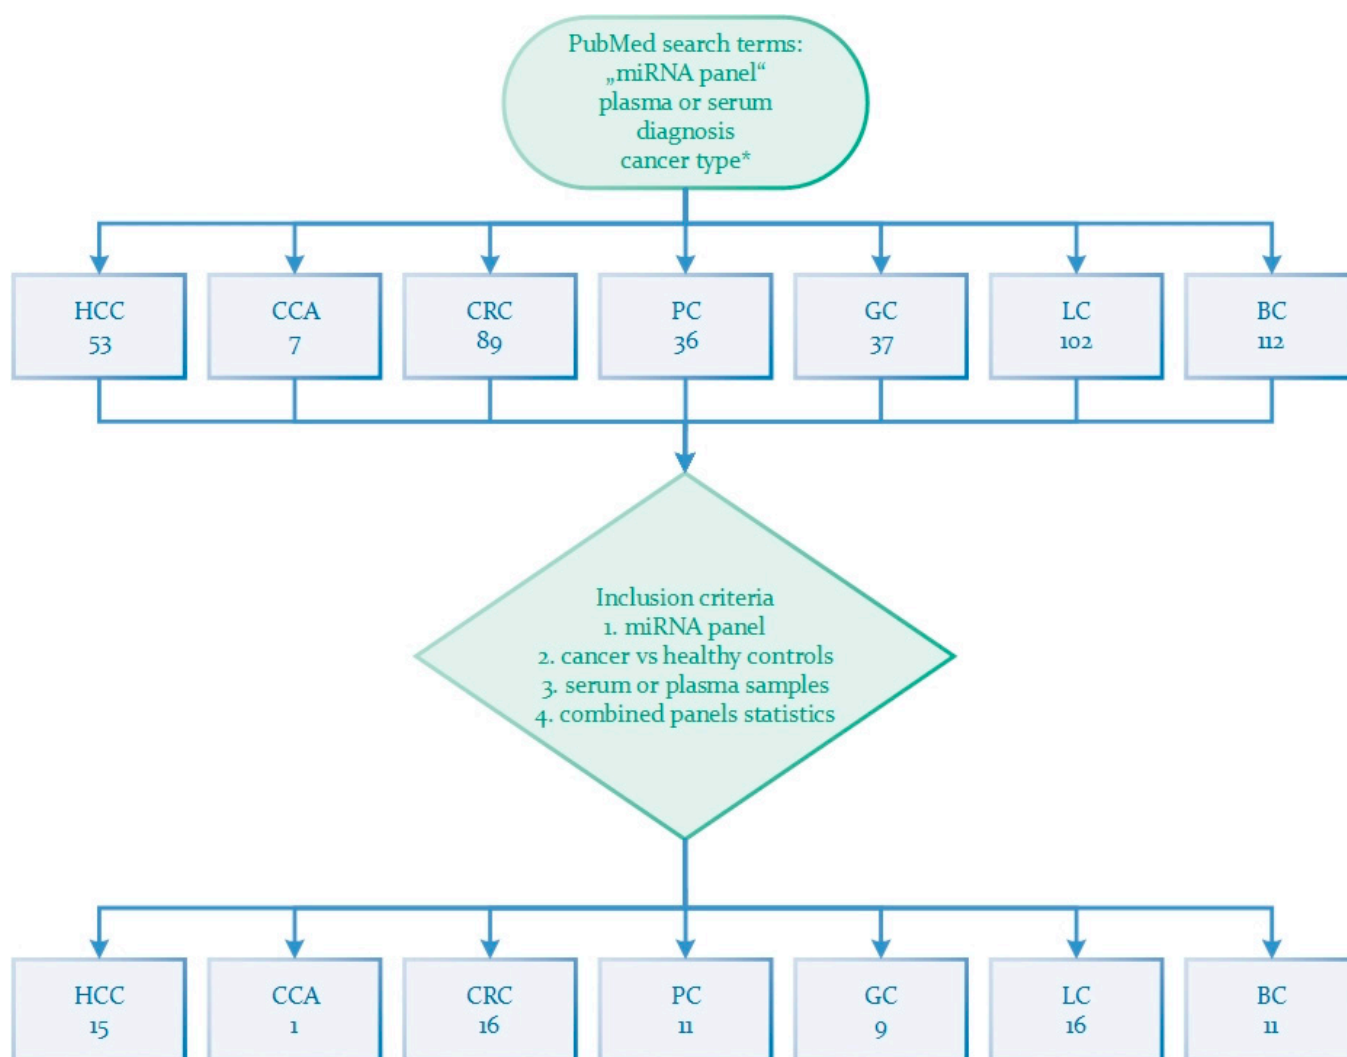 PubMed search terms:
„miRNA panel“
plasma or serum
diagnosis
cancer type*
HCC
53
CCA
7
CRC
89
PC
36
GC
37
LC
102
BC
112
Inclusion criteria
1. miRNA panel
2. cancer vs healthy controls
3. serum or plasma samples
4. combined panels statistics
HCC
15
CCA
1
CRC
16
PC
11
GC
9
LC
16
BC
11